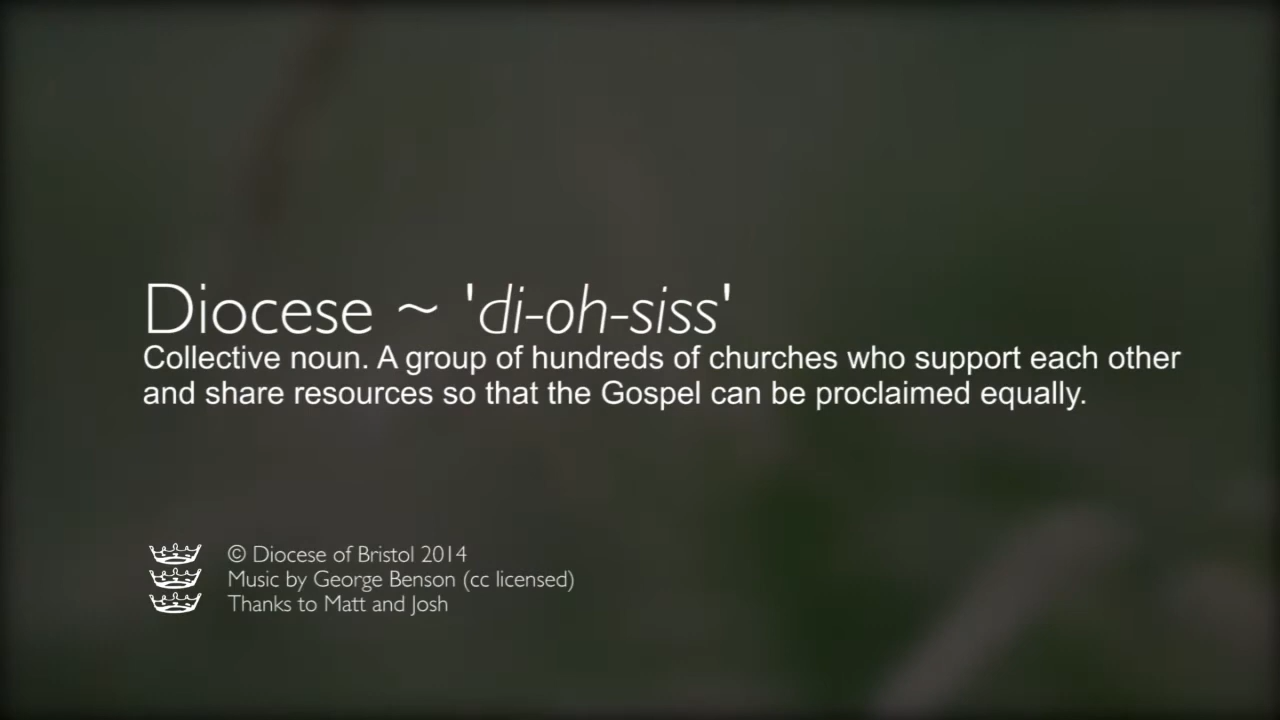 Diocese ~ 'di-oh-siss'
Collective noun. A group of hundreds of churches who support each other
and share resources so that the Gospel can be proclaimed equally.
© Diocese of Bristol 2014
Music by George Benson (cc licensed)
Thanks to Matt and Josh